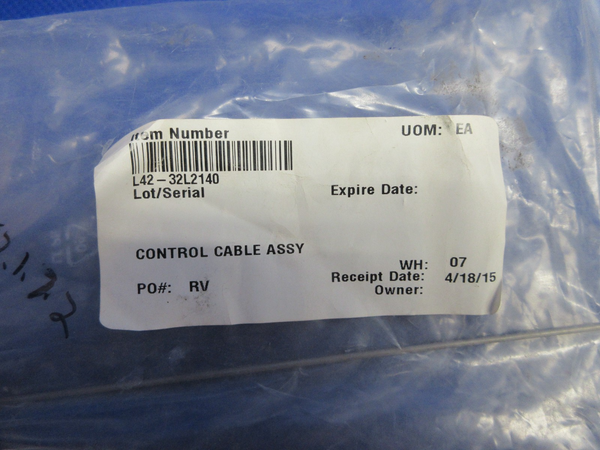 Item Number UOM: EA
L42-32L2140
Lot/Serial Expire Date:
CONTROL CABLE ASSY
WH: 07
PO#: RV Receipt Date: 4/18/15
Owner: